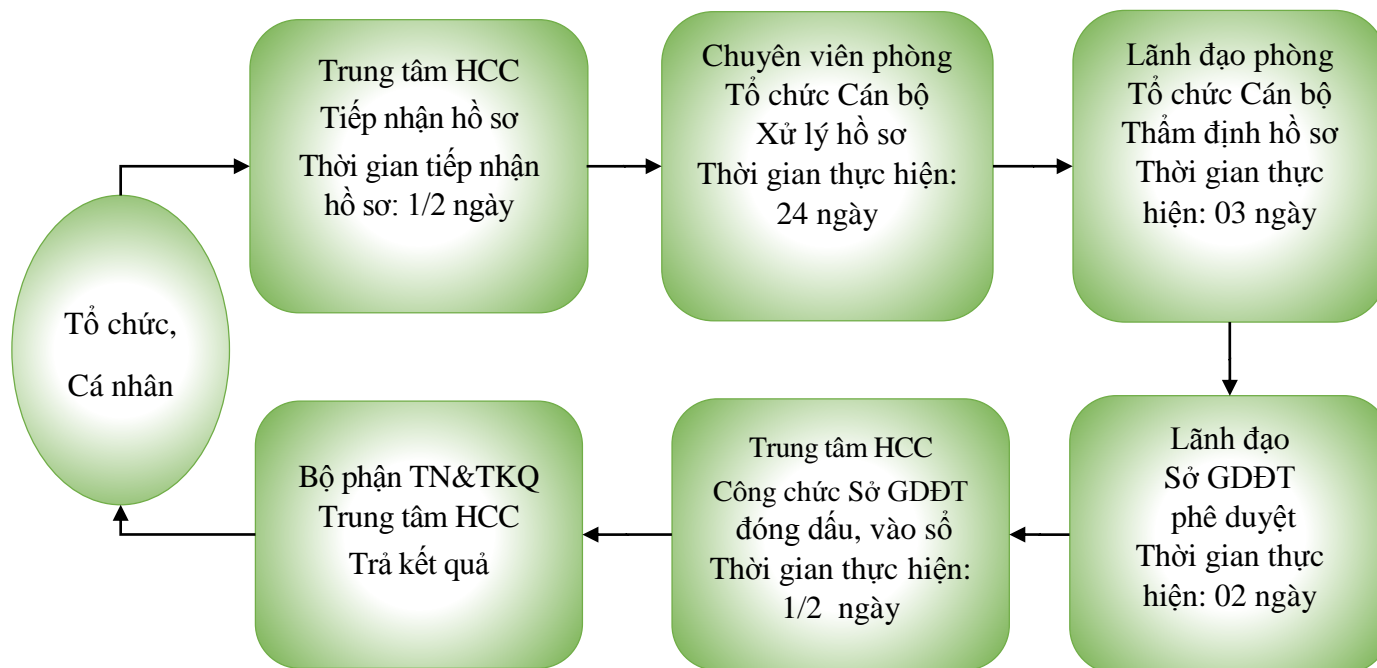 Tổ chức,
Cá nhân
Trung tâm HCC
Tiếp nhận hồ sơ
Thời gian tiếp nhận
hồ sơ: 1/2 ngày
Chuyên viên phòng
Tổ chức Cán bộ
Xử lý hồ sơ
Thời gian thực hiện:
24 ngày
Lãnh đạo phòng
Tổ chức Cán bộ
Thẩm định hồ sơ
Thời gian thực
hiện: 03 ngày
Lãnh đạo
Sở GDĐT
phê duyệt
Thời gian thực
hiện: 02 ngày
Trung tâm HCC
Công chức Sở GDĐT
đóng dấu, vào sổ
Thời gian thực hiện:
1/2 ngày
Bộ phận TN&TKQ
Trung tâm HCC
Trả kết quả